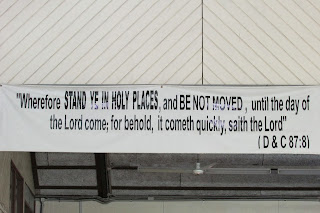 "Wherefore STAND YE IN HOLY PLACES, and BE NOT MOVED , until the day of
the Lord come; for behold, it cometh quickly, saith the Lord"
( D & C 87:8)